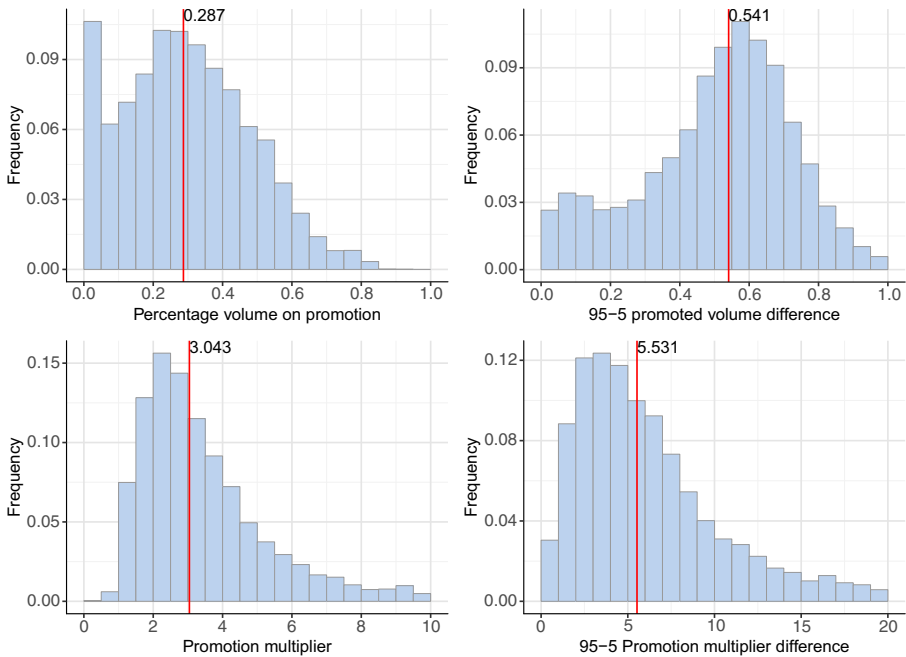 0.287
0.09
0.06
0.03
0.00
Frequency
0.0 0.2 0.4 0.6 0.8 1.0
Percentage volume on promotion
0.541
0.09
0.06
0.03
0.00
Frequency
0.0 0.2 0.4 0.6 0.8 1.0
95−5 promoted volume difference
3.043
0.15
0.10
0.05
0.00
Frequency
0 2 4 6 8 10
Promotion multiplier
5.531
0.12
0.08
0.04
0.00
Frequency
0 5 10 15 20
95−5 Promotion multiplier difference